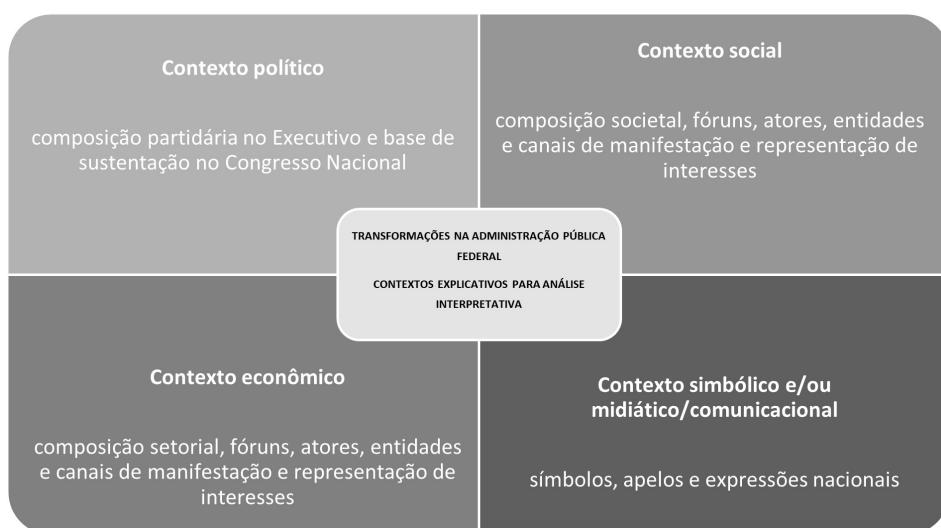 Contexto político
composição partidária no Executivo e base de
sustentação no Congresso Nacional
Contexto social
composição societal, fóruns, atores, entidades
e canais de manifestação e representação de
interesses
TRANSFORMAÇÕES NA ADMINISTRAÇÃO PÚBLICA
FEDERAL
CONTEXTOS EXPLICATIVOS PARA ANÁLISE
INTERPRETATIVA
Contexto econômico
composição setorial, fóruns, atores, entidades
e canais de manifestação e representação de
interesses
Contexto simbólico e/ou
midiático/comunicacional
símbolos, apelos e expressões nacionais